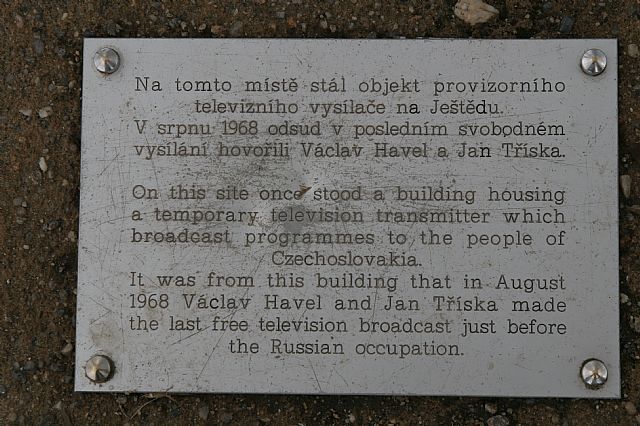 Na tomto místě stál objekt provizorního
televizního vysílače na Ještědu.
V srpnu 1968 odsud v posledním svobodném
vysílání hovořili Václav Havel a Jan Tříska.
On this site once stood a building housing
a temporary television transmitter which
broadcast programmes to the people of
Czechoslovakia.
It was from this building that in August
1968 Václav Havel and Jan Tříska made
the last free television broadcast just before
the Russian occupation.